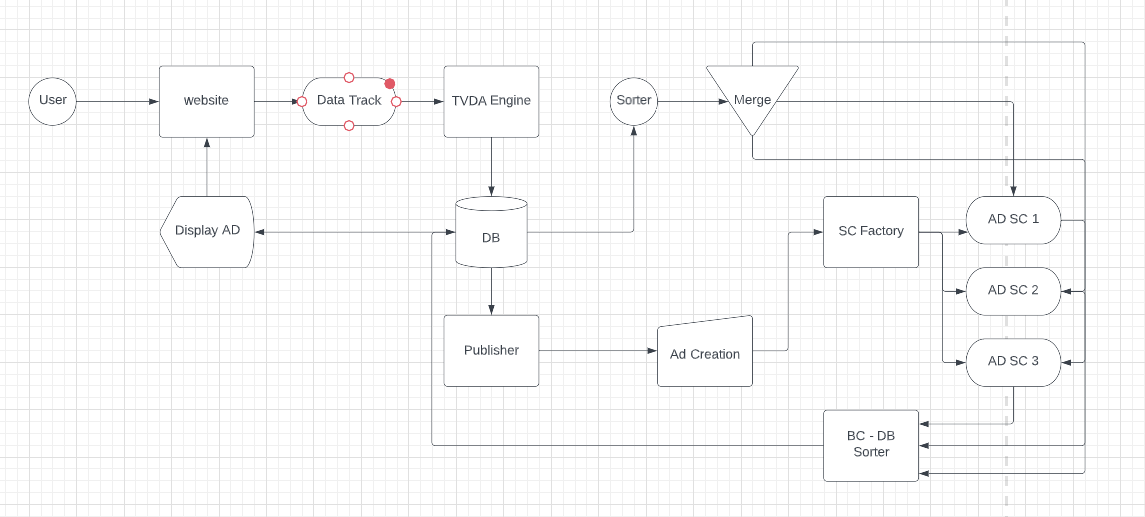 User
website
Data Track
TVDA Engine
Sorter
Merge
Display AD
DB
SC Factory
AD SC 1
AD SC 2
Publisher
Ad Creation
AD SC 3
BC - DB
Sorter